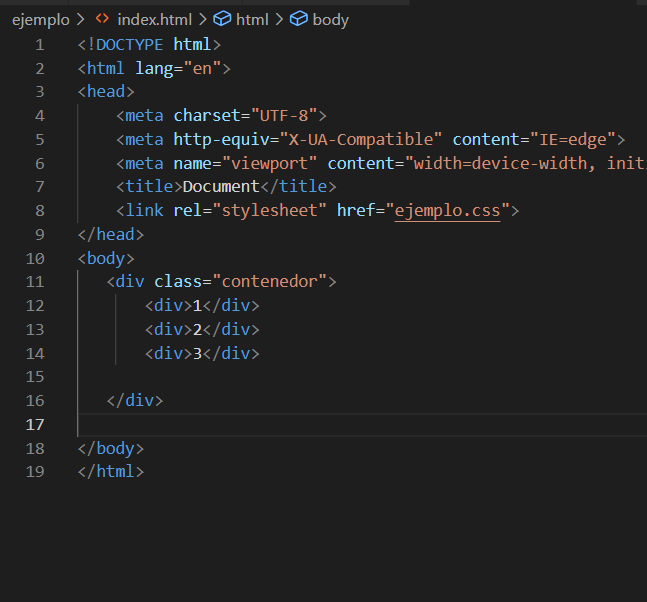 ejemplo > index.html > html > body
1 <!DOCTYPE html>
2 <html lang="en">
3 <head>
4 <meta charset="UTF-8">
5 <meta http-equiv="X-UA-Compatible" content="IE=edge">
6 <meta name="viewport" content="width=device-width, initi
7 <title>Document</title>
8 <link rel="stylesheet" href="ejemplo.css">
9 </head>
10 <body>
11 <div class="contenedor">
12 <div>1</div>
13 <div>2</div>
14 <div>3</div>
15
16 </div>
17
18 </body>
19 </html>